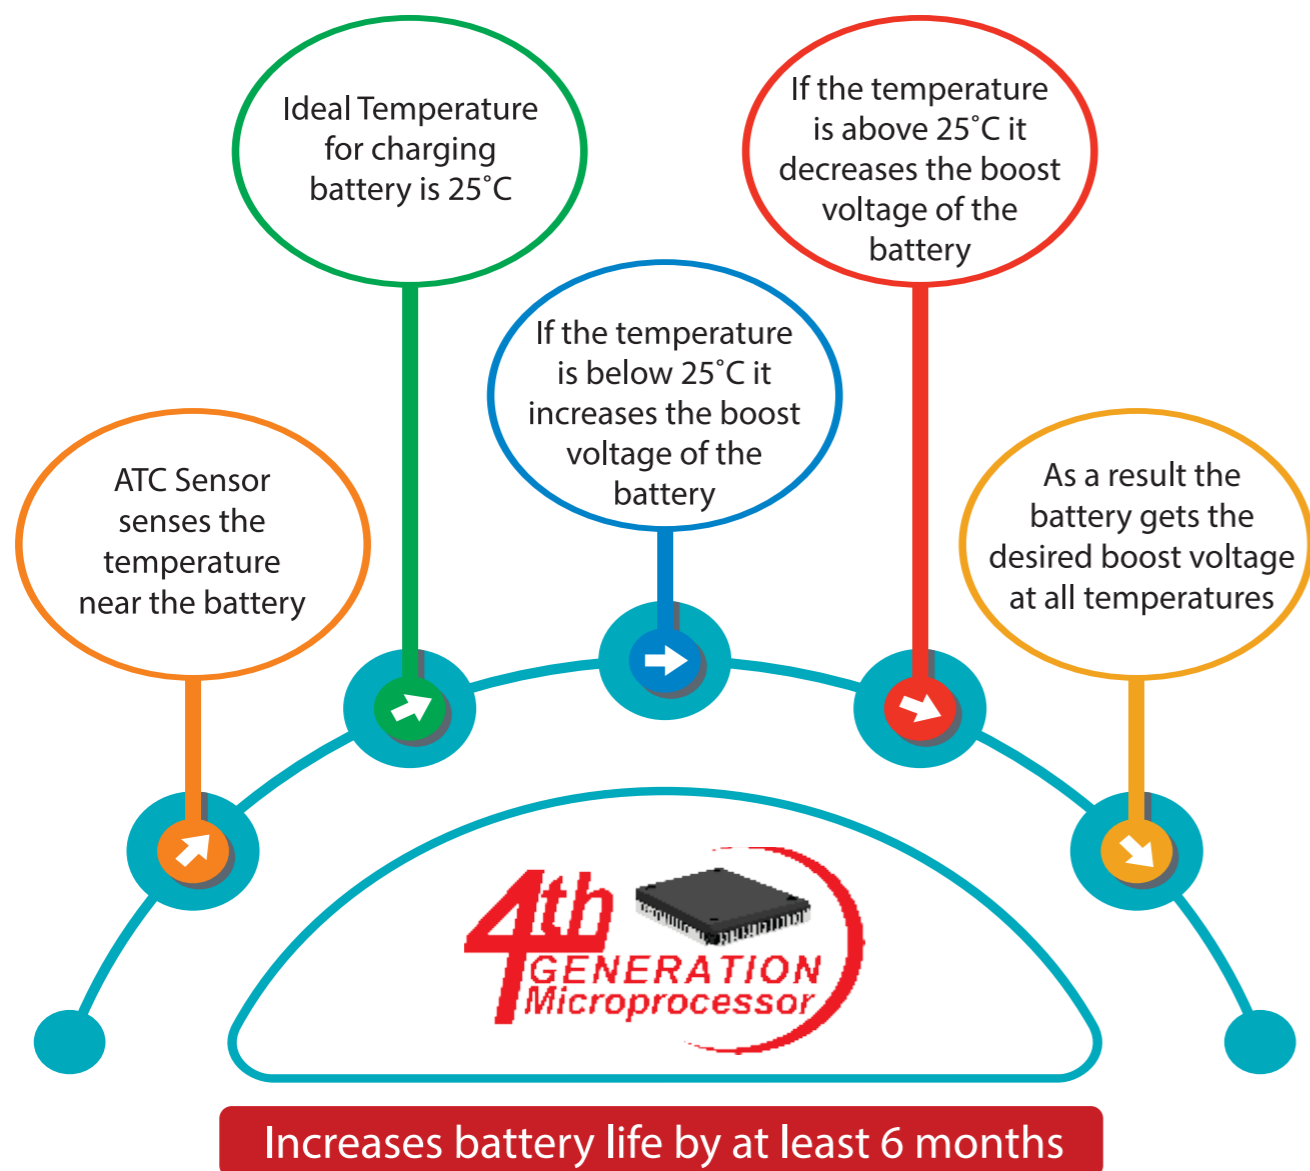 ATC Sensor
senses the
temperature
near the battery
Ideal Temperature
for charging
battery is 25˚C
If the temperature
is below 25˚C it
increases the boost
voltage of the
battery
If the temperature
is above 25˚C it
decreases the boost
voltage of the
battery
As a result the
battery gets the
desired boost voltage
at all temperatures
4th
GENERATION
Microprocessor
Increases battery life by at least 6 months